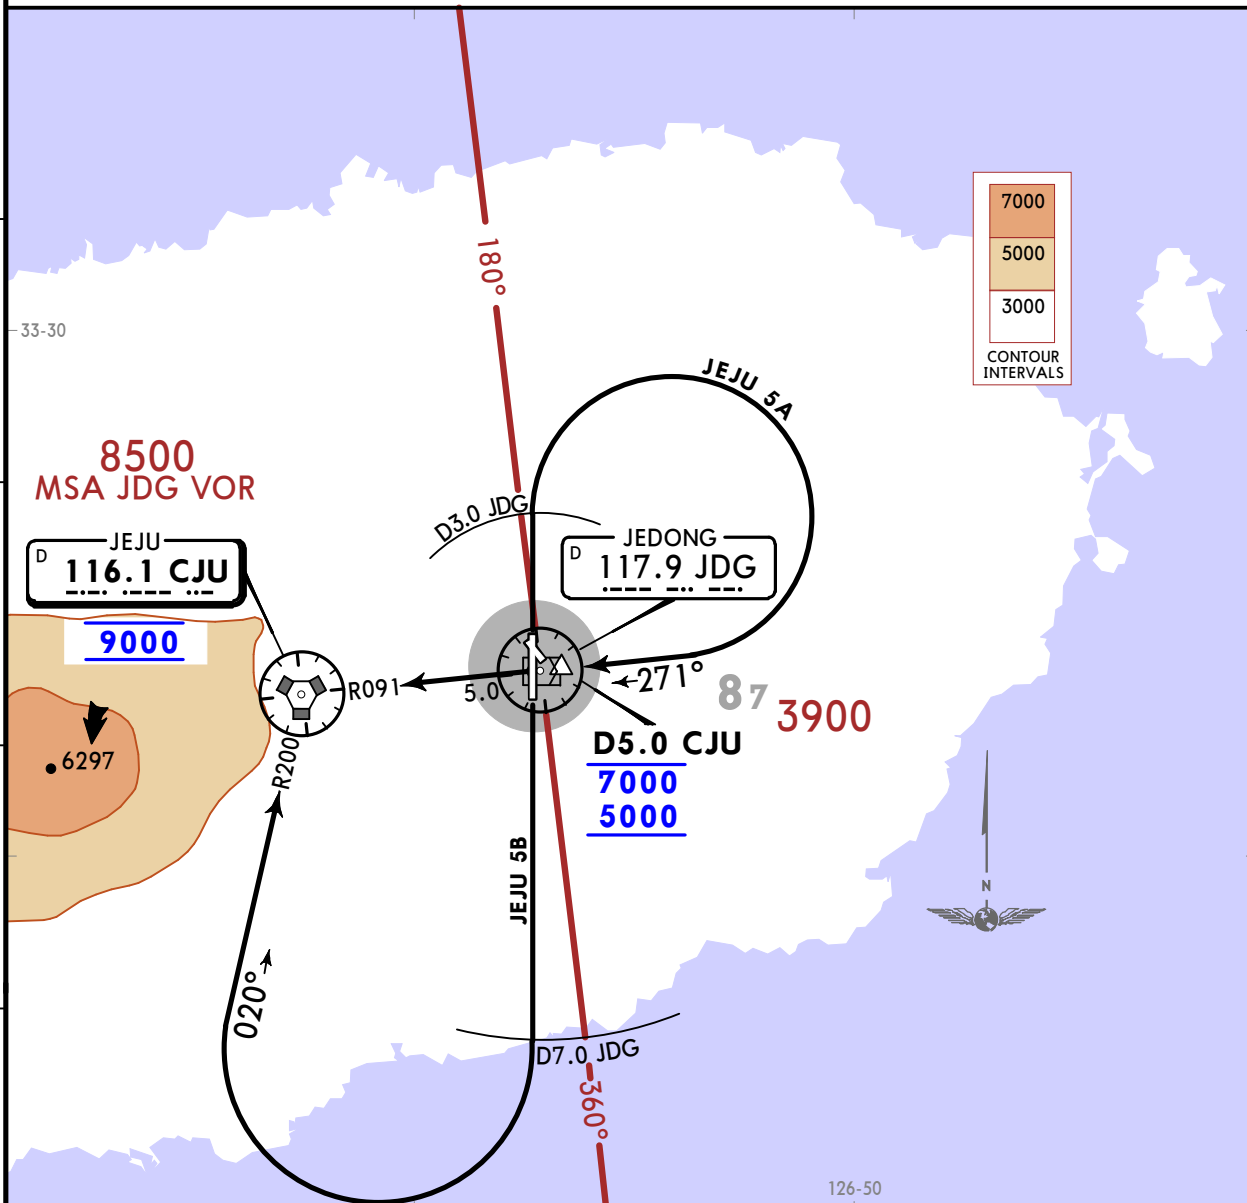 180°
7000
5000
3000
CONTOUR
INTERVALS
33-30
JEJU 5A
8500
MSA JDG VOR
D3.0 JDG
JEJU
D
116.1 CJU
JEDONG
D
117.9 JDG
9000
R091
5.0
271°
87
3900
D5.0 CJU
7000
5000
6297
R200
JEJU 5B
N
020°
D7.0 JDG
360°
126-50